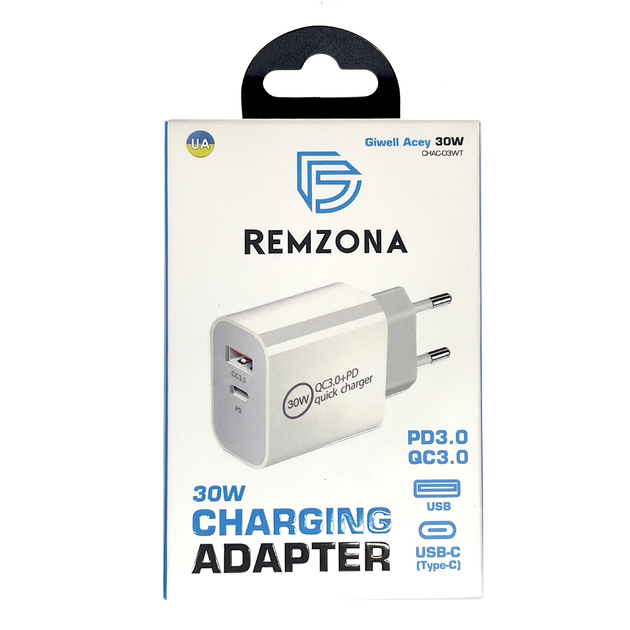 UA
Giwell Acey 30W
CHAC-03WT
REMZONA
QC3.0
PD
30W
QC3.0+PD
quick charger
PD3.0
QC3.0
USB
USB-C
(Type-C)
30W
CHARGING
ADAPTER